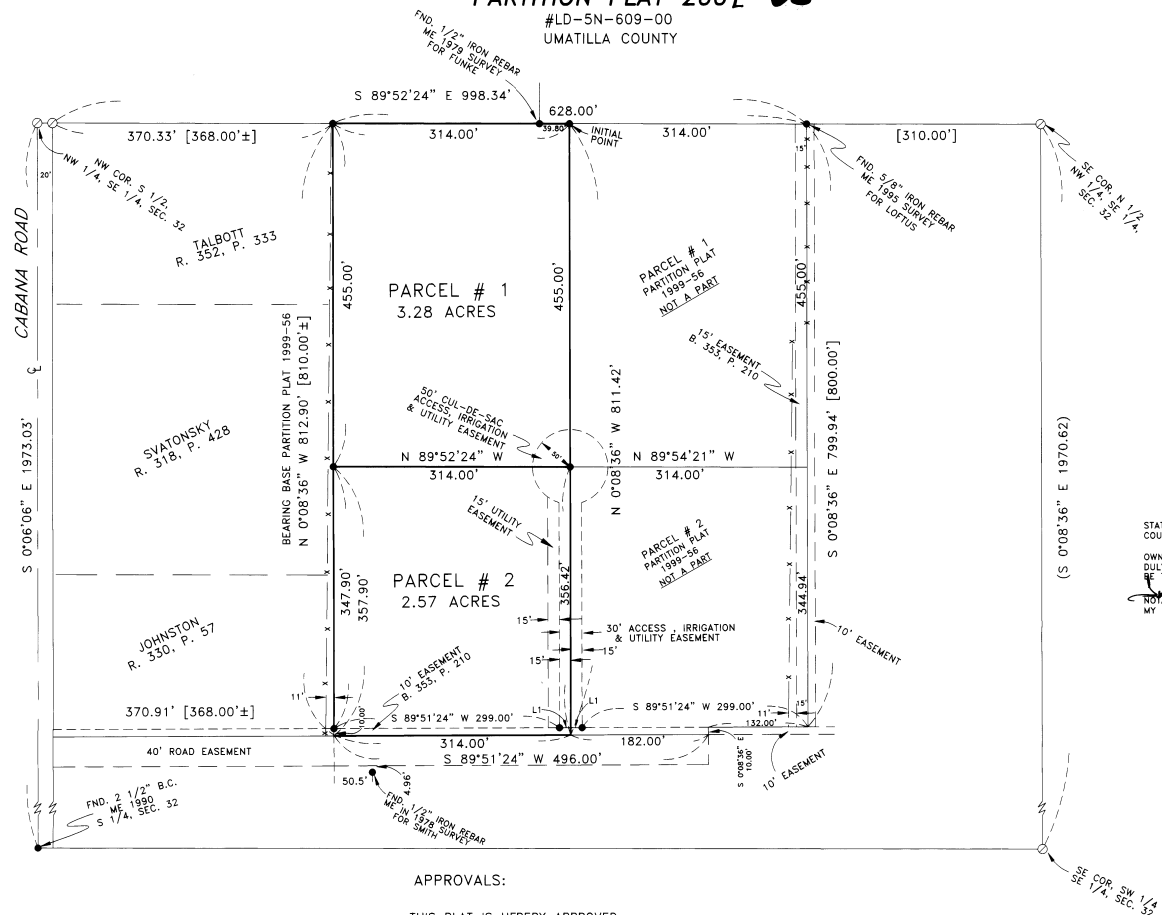 PARTITION PLAT 200
#LD-5N-609-00
UMATILLA COUNTY
FND. 1/2" IRON REBAR
ME 1979 SURVEY
FOR FUNKE
S 89°52'24" E 998.34'
628.00'
370.33' [368.00'±]
314.00'
39.80'
INITIAL
POINT
314.00'
15'
[310.00']
20'
NW COR. S 1/2,
NW 1/4, SE 1/4, SEC. 32
FND. 5/8" IRON REBAR
ME 1995 SURVEY
FOR LOFTUS
SE COR, N 1/2
NW 1/4, SE 1/4,
SEC. 32
CABANA ROAD
℄
S 0°06'06" E 1973.03'
TALBOTT
R. 352, P. 333
455.00'
PARCEL # 1
3.28 ACRES
455.00'
PARCEL # 1
PARTITION PLAT
1999-56
NOT A PART
455.00'
15' EASEMENT
B. 353, P. 210
BEARING BASE PARTITION PLAT 1999-56
N 0°08'36" W 812.90' [810.00'±]
50' CUL-DE-SAC
ACCESS, IRRIGATION
& UTILITY EASEMENT
50'
N 0°08'36" W 811.42'
S 0°08'36" E 799.94' [800.00']
(S 0°08'36" E 1970.62)
SVATONSKY
R. 318, P. 428
N 89°52'24" W
314.00'
N 89°54'21" W
314.00'
15' UTILITY
EASEMENT
PARCEL # 2
PARTITION PLAT
1999-56
NOT A PART
STA
COU
OWN
DUL
BE
NOT
MY
PARCEL # 2
2.57 ACRES
347.90'
357.90'
356.42'
344.94'
JOHNSTON
R. 330, P. 57
15'
30' ACCESS , IRRIGATION
& UTILITY EASEMENT
15'
15'
10' EASEMENT
10' EASEMENT
B. 353, P. 210
11'
10.00'
370.91' [368.00'±]
S 89°51'24" W 299.00'
L1
L1
S 89°51'24" W 299.00'
11'
15'
132.00'
40' ROAD EASEMENT
314.00'
182.00'
S 89°51'24" W 496.00'
S 0°08'36" E
10.00'
10' EASEMENT
50.5'
4.96'
FND. 2 1/2" B.C.
ME 1990
S 1/4, SEC. 32
FND. 1/2" IRON REBAR
ME IN 1978 SURVEY
FOR SMITH
SE COR, SW 1/4
SE 1/4, SEC. 32
APPROVALS:
THIS PLAT IS HEREBY APPROVED